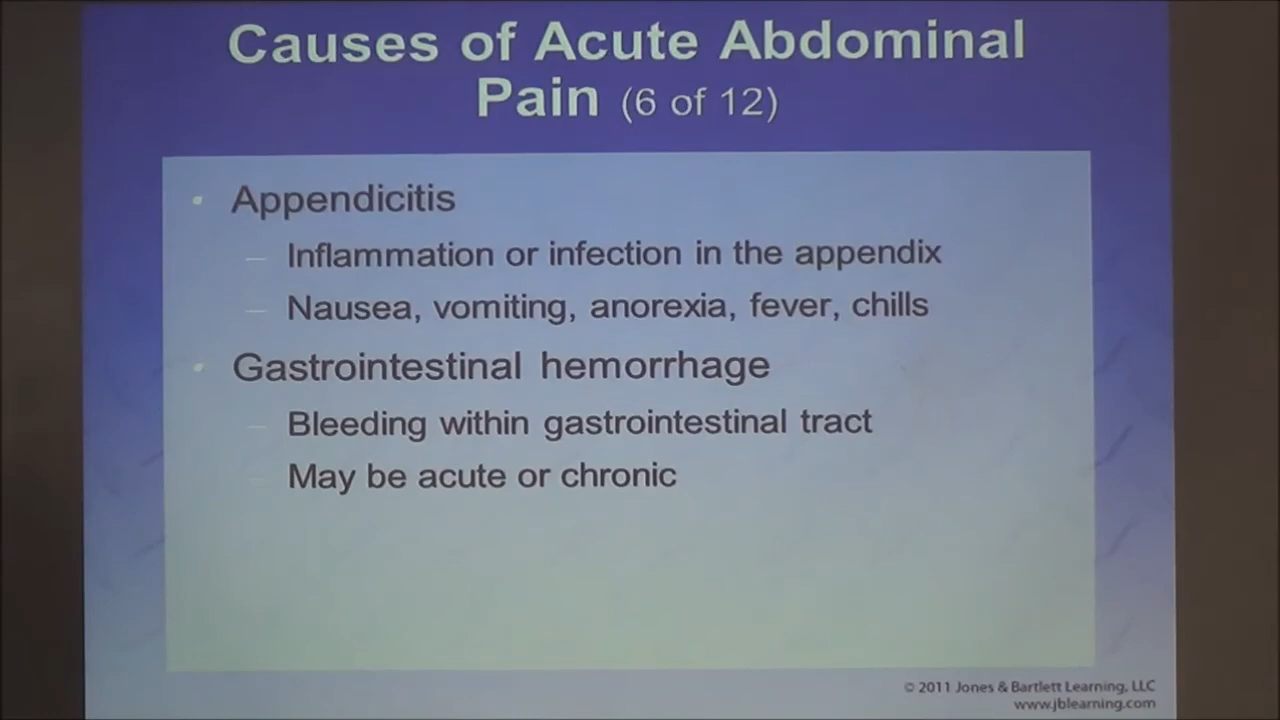 Causes of Acute Abdominal
Pain (6 of 12)
• Appendicitis
– Inflammation or infection in the appendix
– Nausea, vomiting, anorexia, fever, chills
• Gastrointestinal hemorrhage
– Bleeding within gastrointestinal tract
– May be acute or chronic
© 2011 Jones & Bartlett Learning, LLC
www.jblearning.com